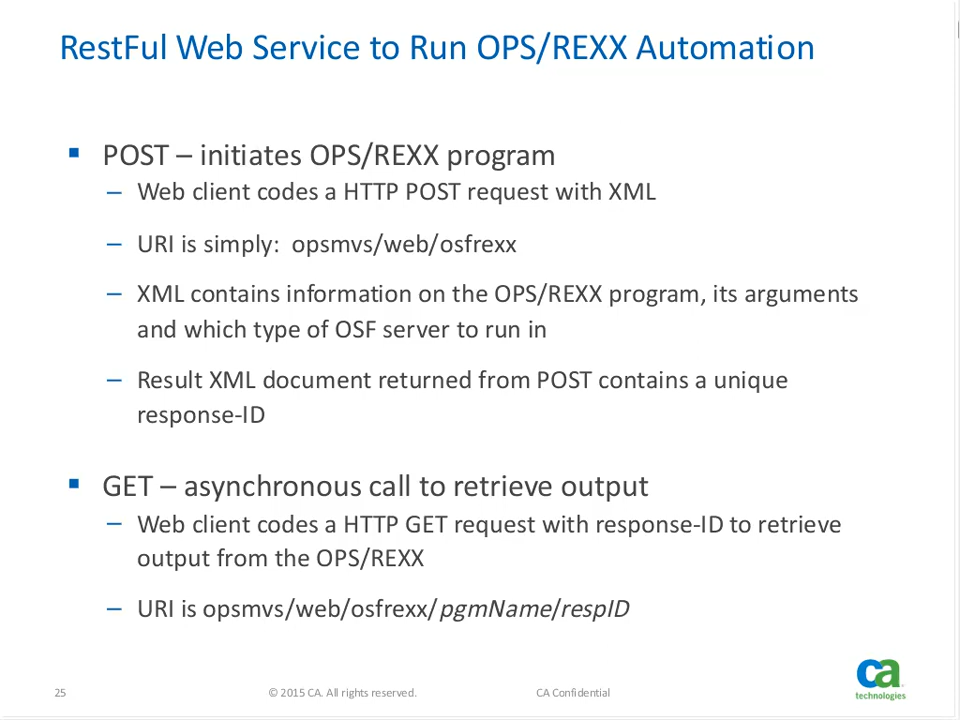 RestFul Web Service to Run OPS/REXX Automation
▪ POST – initiates OPS/REXX program
– Web client codes a HTTP POST request with XML
– URI is simply:  opsmvs/web/osfrexx
– XML contains information on the OPS/REXX program, its arguments
and which type of OSF server to run in
– Result XML document returned from POST contains a unique
response-ID
▪ GET – asynchronous call to retrieve output
– Web client codes a HTTP GET request with response-ID to retrieve
output from the OPS/REXX
– URI is opsmvs/web/osfrexx/pgmName/respID
25 © 2015 CA. All rights reserved. CA Confidential
ca
technologies